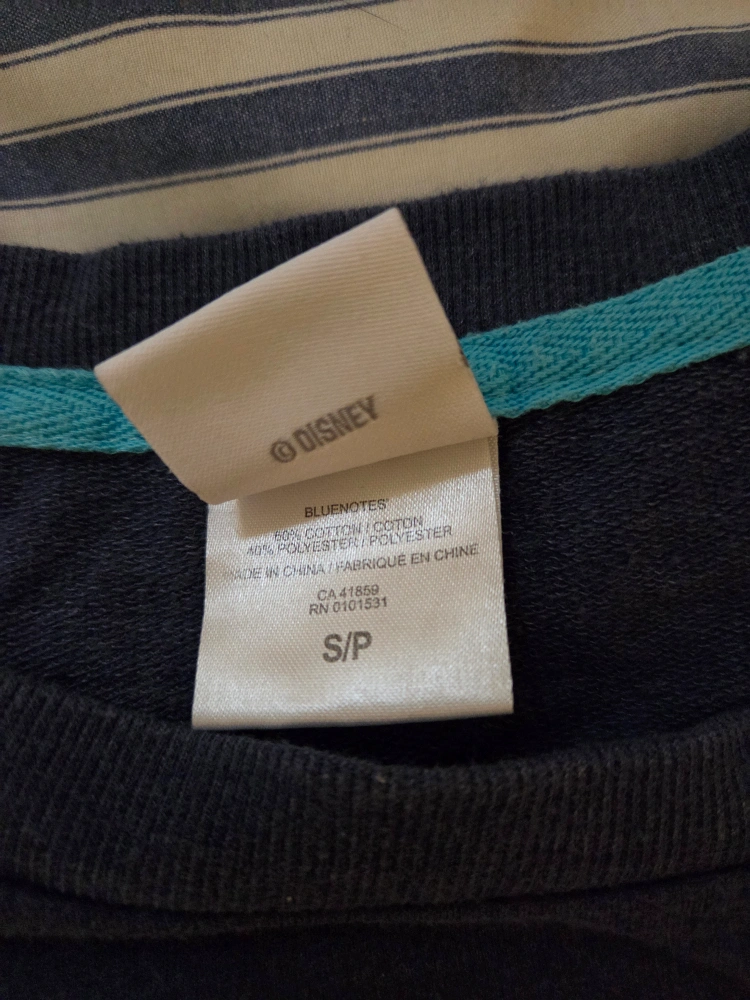 © DISNEY
BLUENOTES'
60% COTTON / COTON
40% POLYESTER / POLYESTER
MADE IN CHINA / FABRIQUÉ EN CHINE
CA 41859
RN 0101531
S/P